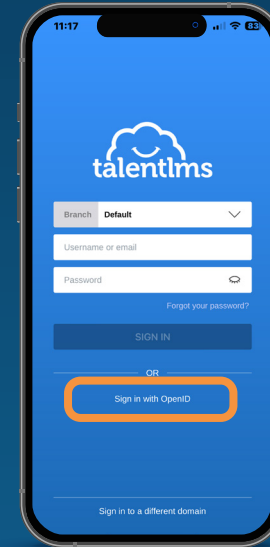 11:17
83
talentlms
Branch Default
Username or email
Password
Forgot your password?
SIGN IN
OR
Sign in with OpenID
Sign in to a different domain